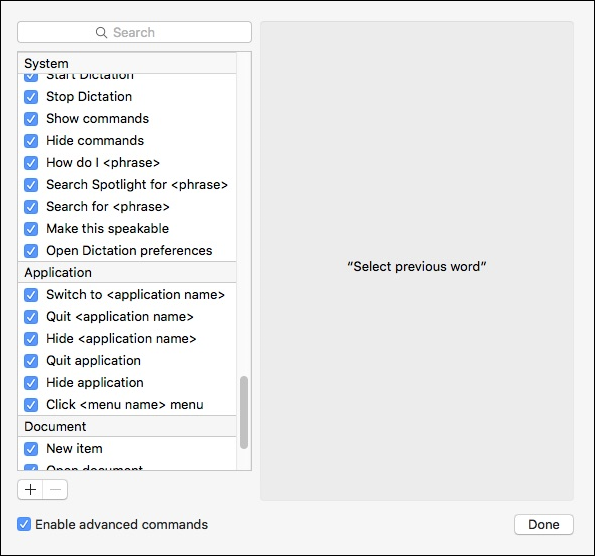 Search
System
Start Dictation
Stop Dictation
Show commands
Hide commands
How do I <phrase>
Search Spotlight for <phrase>
Search for <phrase>
Make this speakable
Open Dictation preferences
Application
Switch to <application name>
Quit <application name>
Hide <application name>
Quit application
Hide application
Click <menu name> menu
Document
New item
Open document
“Select previous word”
+ −
Enable advanced commands
Done